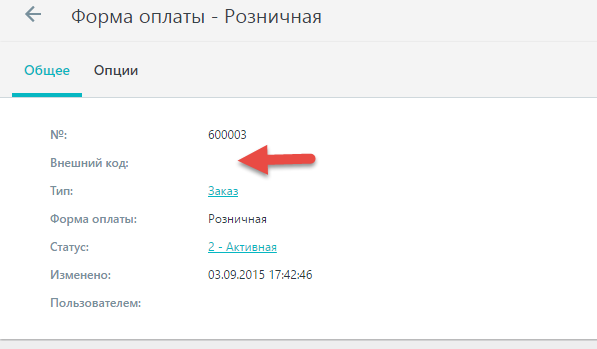 Форма оплаты - Розничная
Общее Опции
№: 600003
Внешний код:
Тип: Заказ
Форма оплаты: Розничная
Статус: 2 - Активная
Изменено: 03.09.2015 17:42:46
Пользователем: